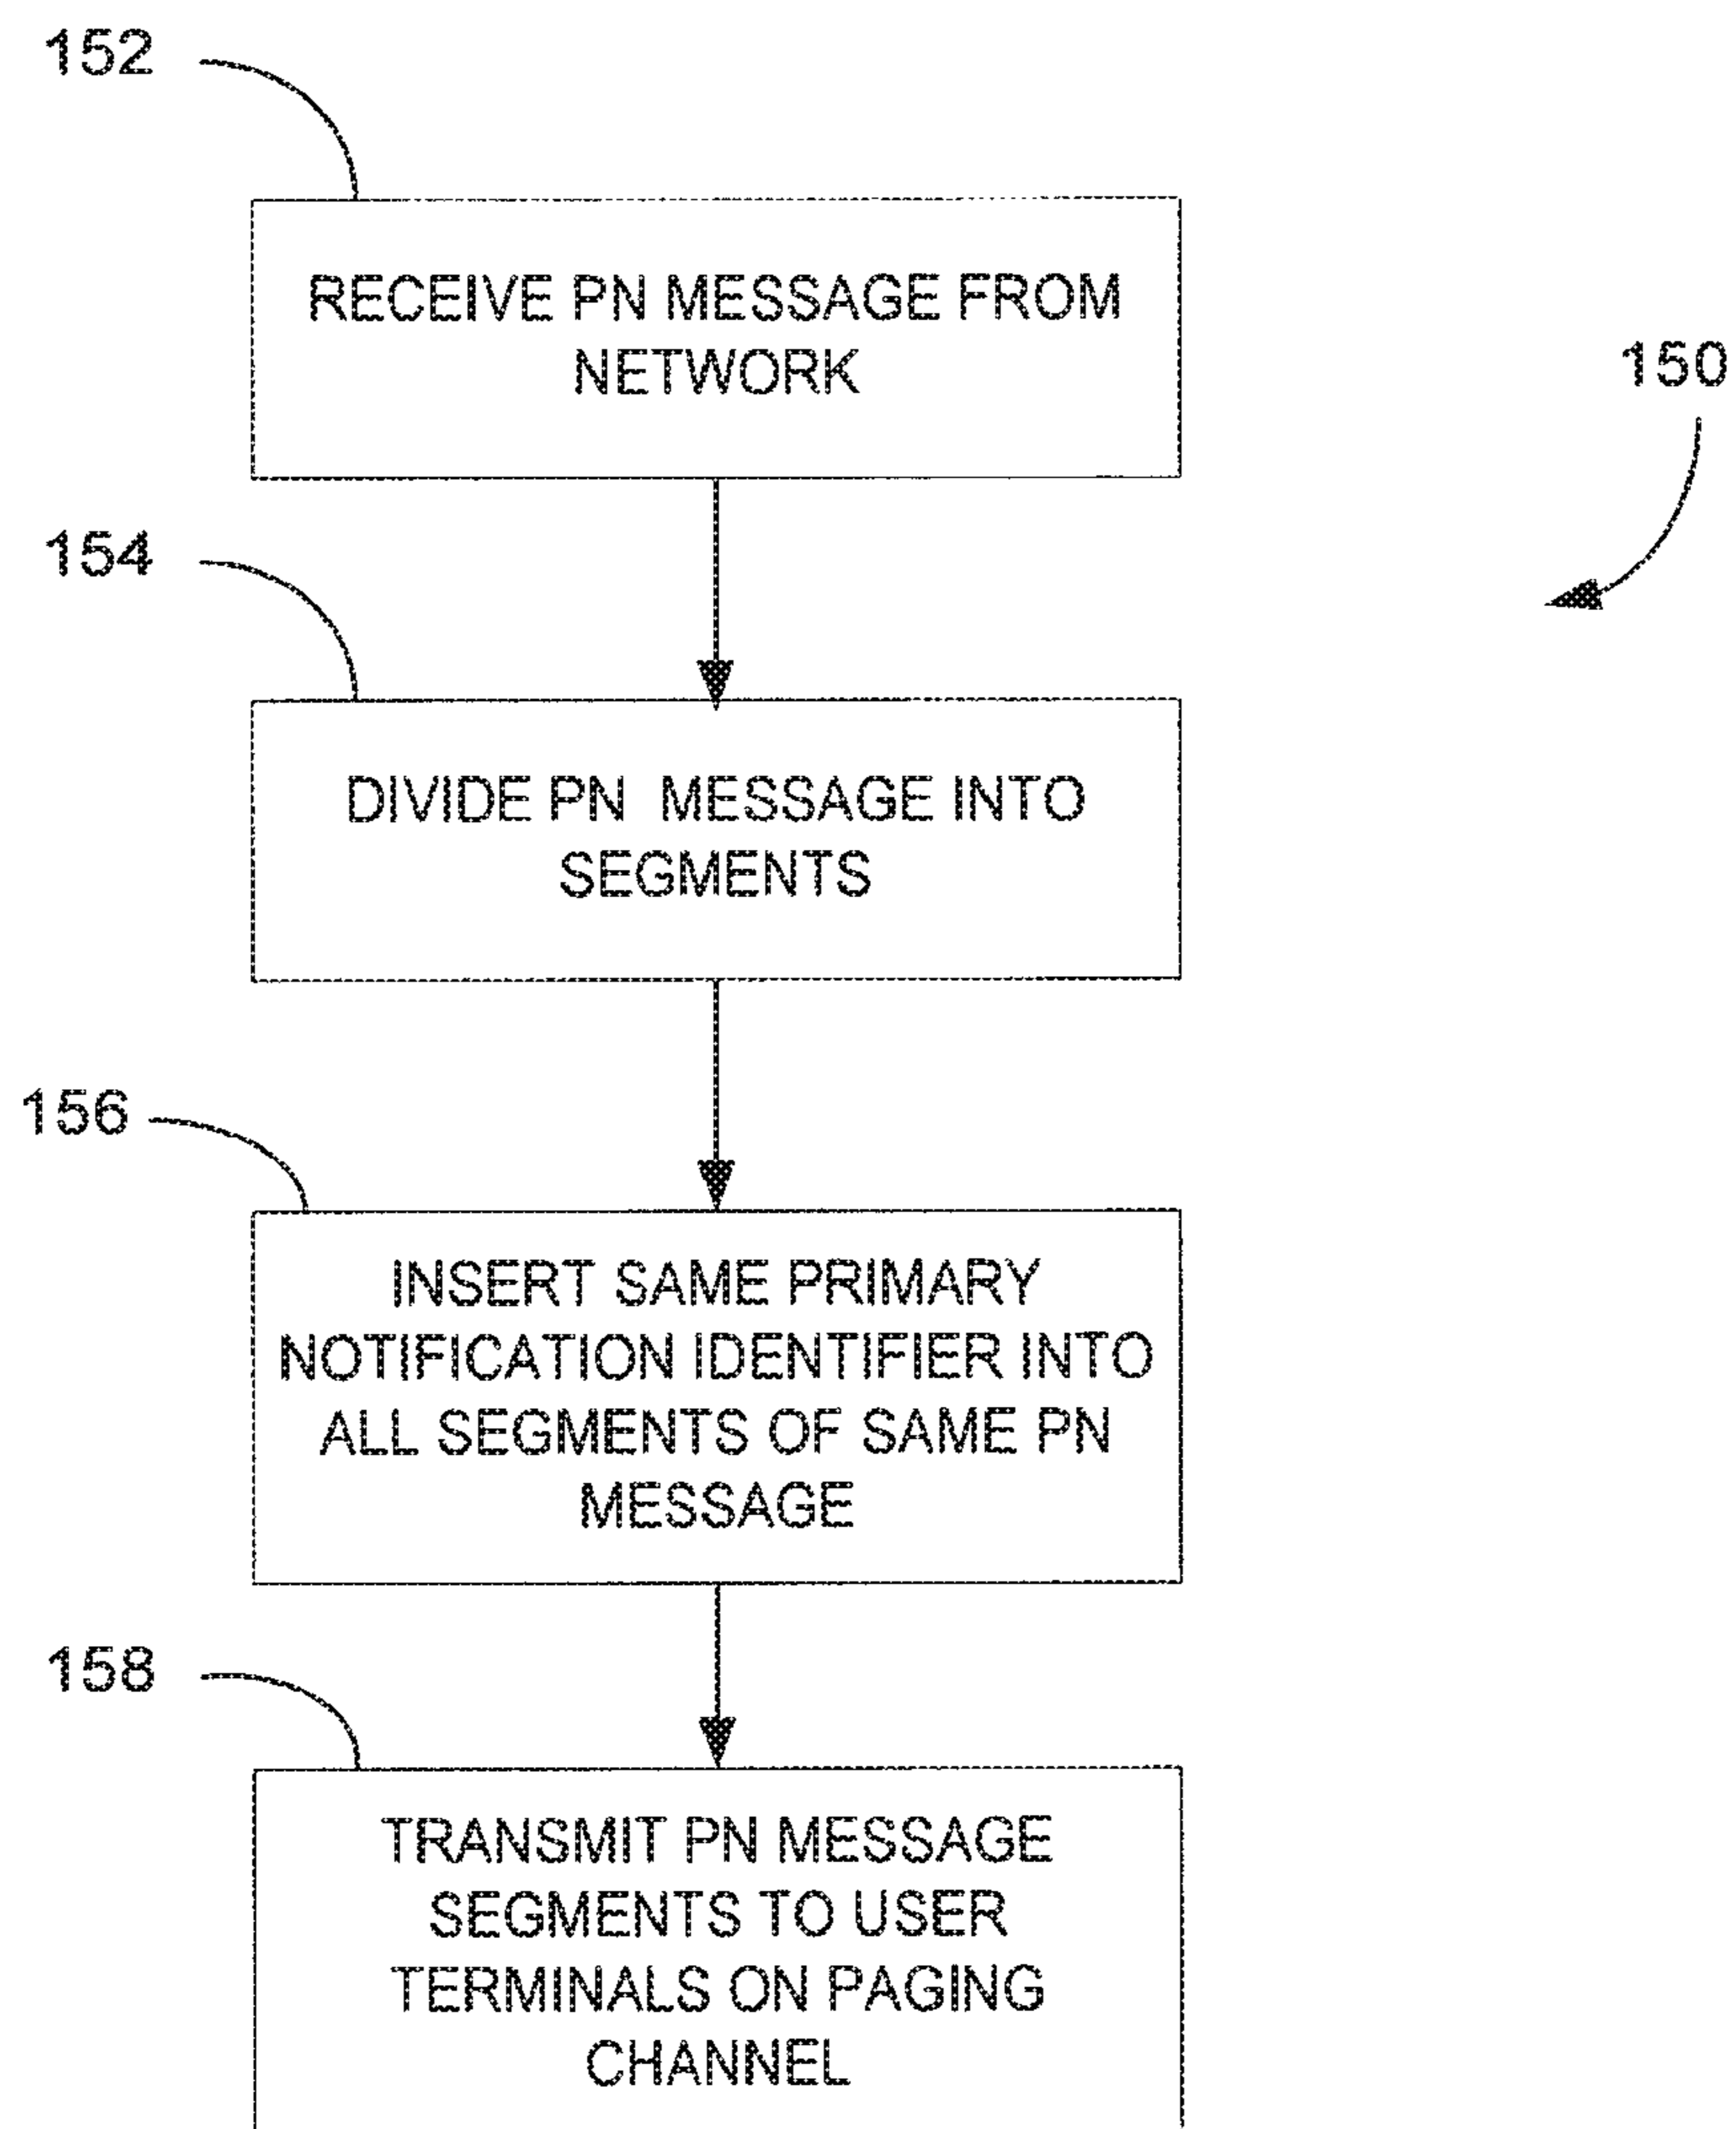 152
RECEIVE PN MESSAGE FROM
NETWORK
150
154
DIVIDE PN MESSAGE INTO
SEGMENTS
156
INSERT SAME PRIMARY
NOTIFICATION IDENTIFIER INTO
ALL SEGMENTS OF SAME PN
MESSAGE
158
TRANSMIT PN MESSAGE
SEGMENTS TO USER
TERMINALS ON PAGING
CHANNEL